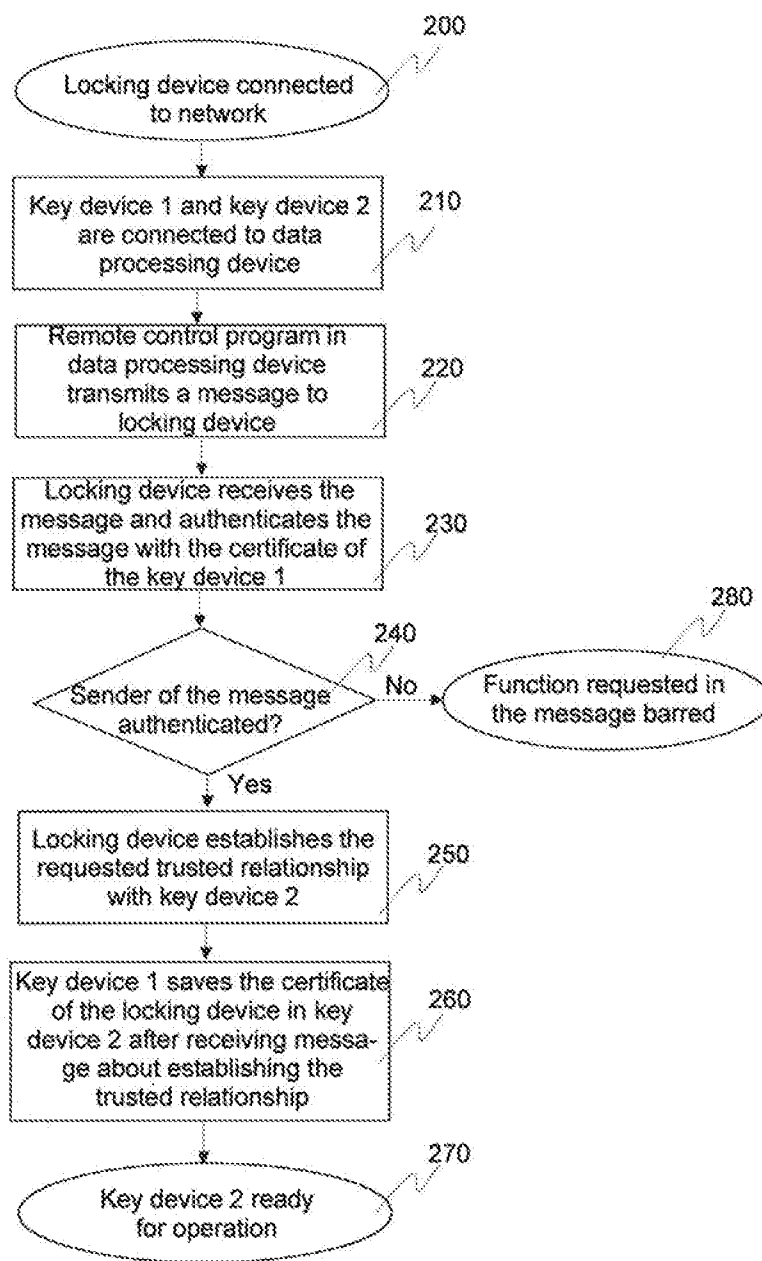 200
Locking device connected
to network
Key device 1 and key device 2
are connected to data
processing device
210
Remote control program in
data processing device
transmits a message to
locking device
220
Locking device receives the
message and authenticates the
message with the certificate of
the key device 1
230
240
Sender of the message
authenticated?
No
280
Function requested in
the message barred
Yes
Locking device establishes the
requested trusted relationship
with key device 2
250
Key device 1 saves the certificate
of the locking device in key
device 2 after receiving messa-
ge about establishing the
trusted relationship
260
270
Key device 2 ready
for operation